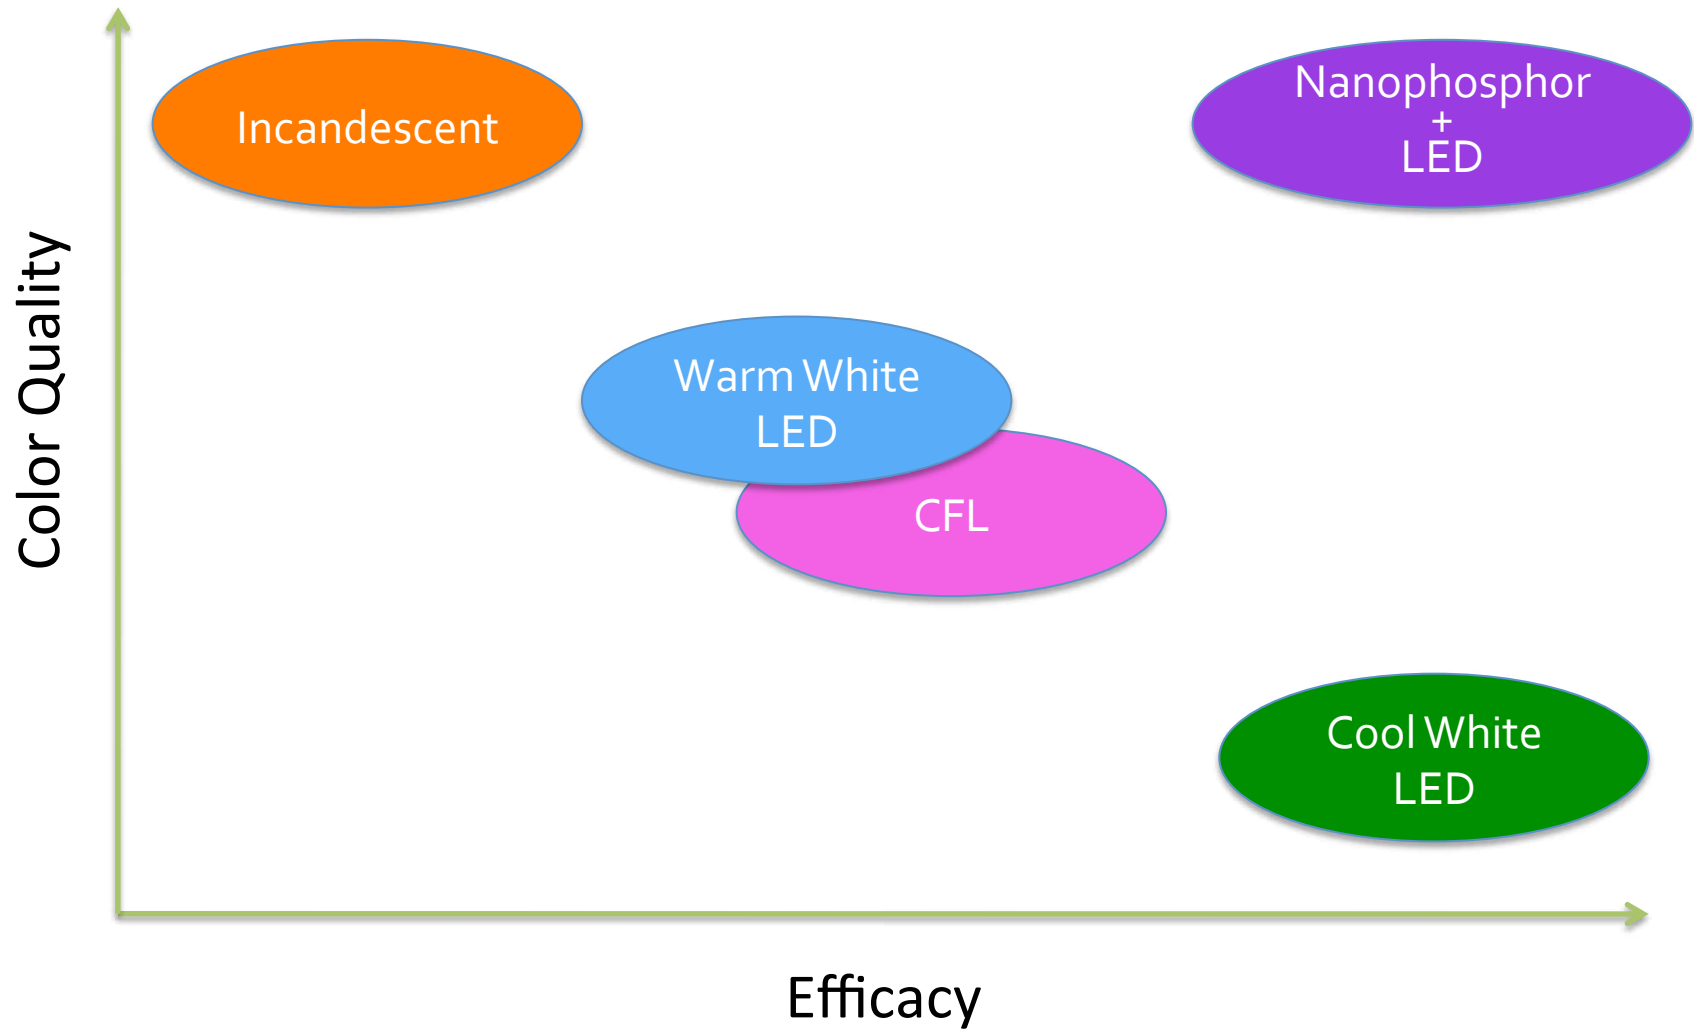 Incandescent
Nanophosphor
+
LED
Color Quality
Warm White
LED
CFL
Cool White
LED
Efficacy